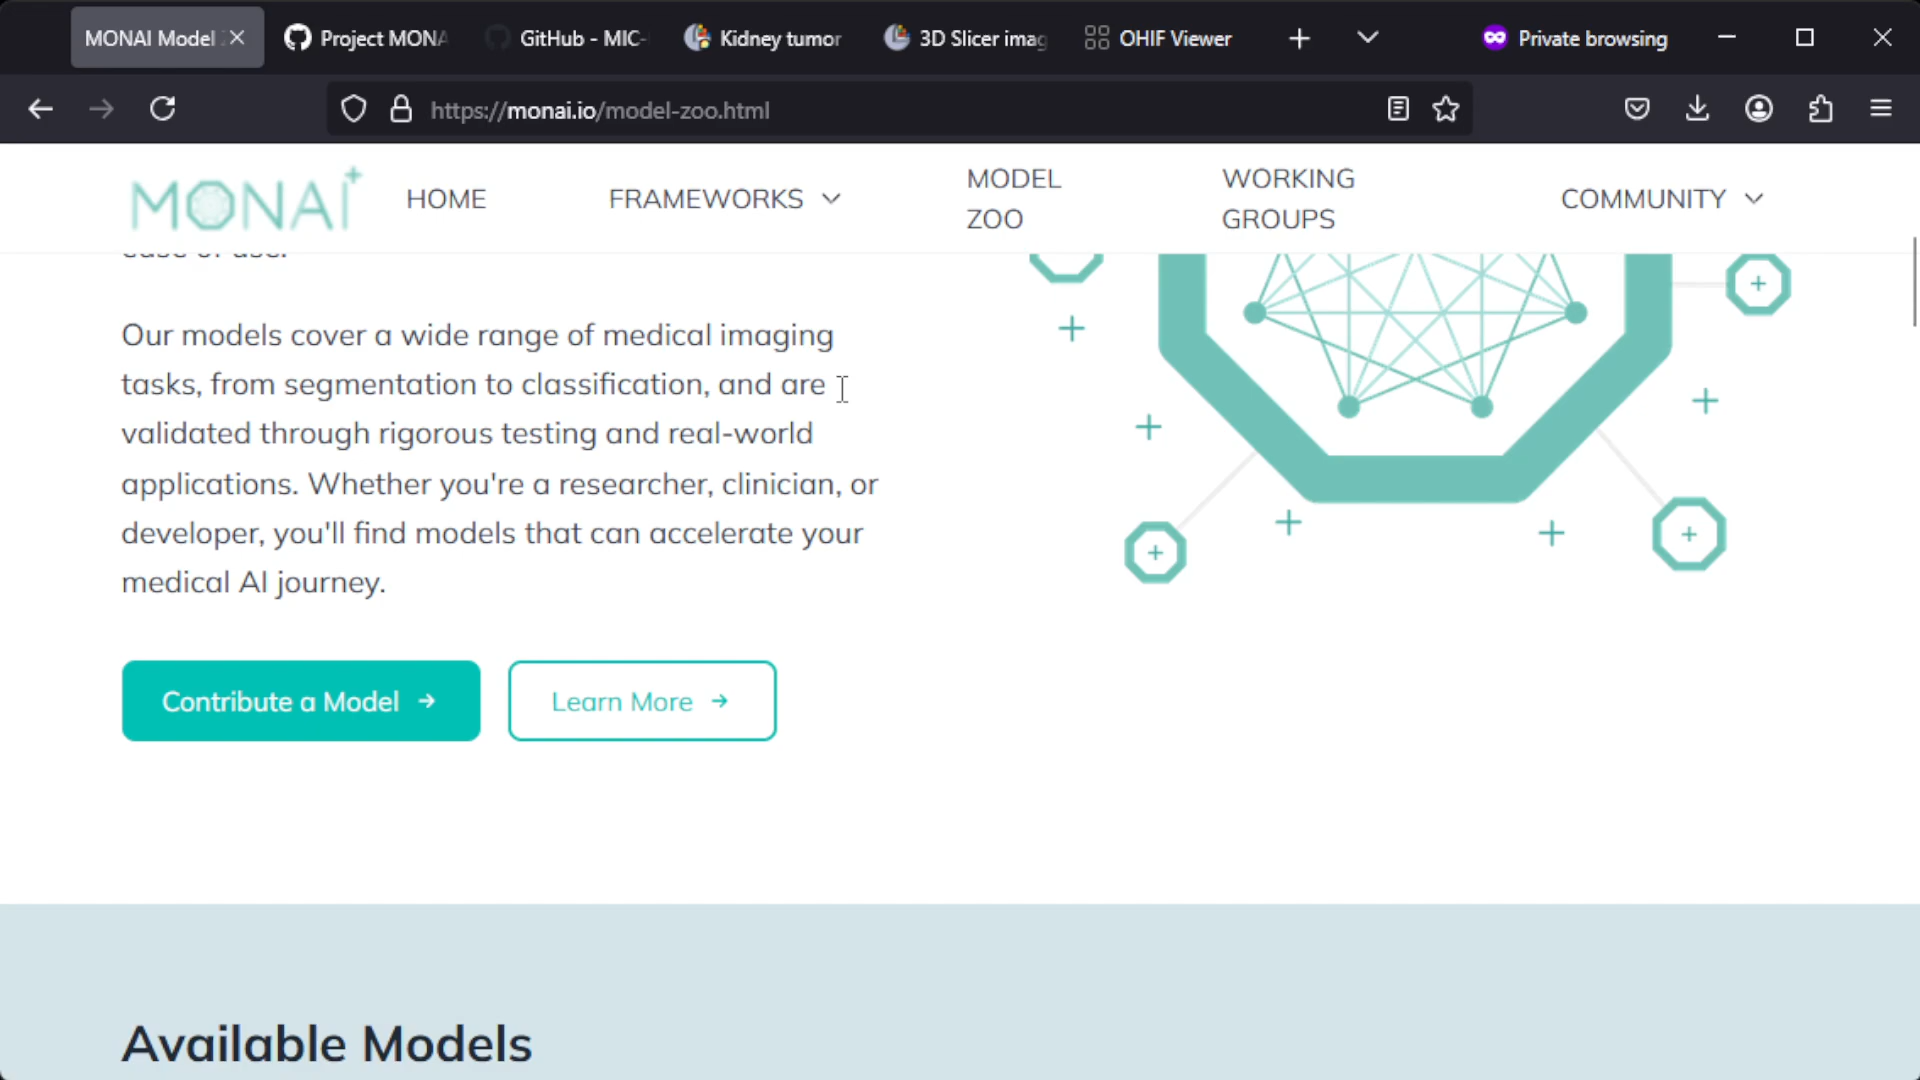 MONAI Model
Project MONA
GitHub - MIC-
Kidney tumor
3D Slicer imag
OHIF Viewer
Private browsing
https://monai.io/model-zoo.html
MONAI
HOME
FRAMEWORKS
MODEL
ZOO
WORKING
GROUPS
COMMUNITY
ease of use.
Our models cover a wide range of medical imaging
tasks, from segmentation to classification, and are
validated through rigorous testing and real-world
applications. Whether you're a researcher, clinician, or
developer, you'll find models that can accelerate your
medical AI journey.
Contribute a Model →
Learn More →
Available Models